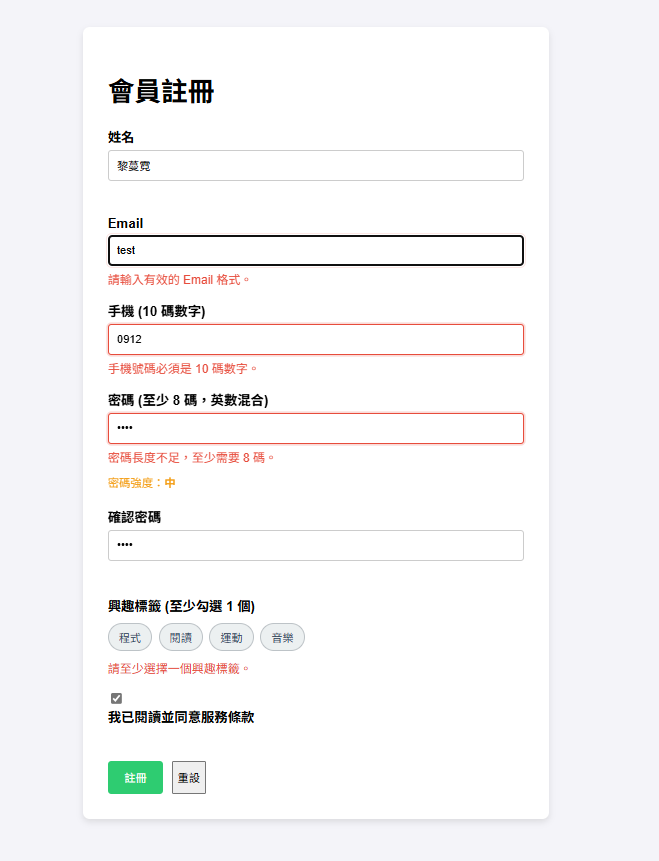 會員註冊
姓名
黎蔓霓
Email
test
請輸入有效的 Email 格式。
手機 (10 碼數字)
0912
手機號碼必須是 10 碼數字。
密碼 (至少 8 碼，英數混合)
••••
密碼長度不足，至少需要 8 碼。
密碼強度：中
確認密碼
••••
興趣標籤 (至少勾選 1 個)
程式 閱讀 運動 音樂
請至少選擇一個興趣標籤。
我已閱讀並同意服務條款
註冊 重設